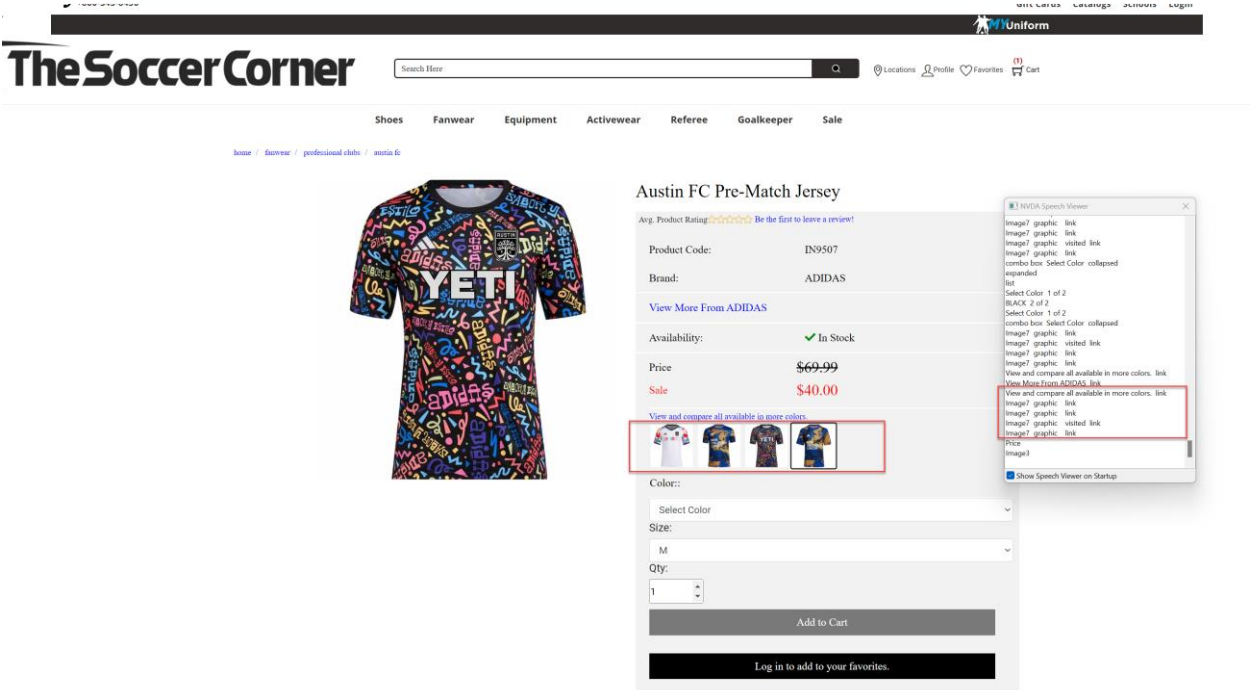 Gift Cards Catalogs Schools Login
MYUniform
The Soccer Corner
Search Here
Locations Profile Favorites (1) Cart
Shoes Fanwear Equipment Activewear Referee Goalkeeper Sale
home / fanwear / professional clubs / austin fc
Austin FC Pre-Match Jersey
Avg. Product Rating: Be the first to leave a review!
Product Code: IN9507
Brand: ADIDAS
View More From ADIDAS
Availability: In Stock
Price $69.99
Sale $40.00
View and compare all available in more colors.
Color::
Select Color
Size:
M
Qty:
1
Add to Cart
Log in to add to your favorites.
ESTILO
AUSTIN
adidas
YETI
adidas
NVDA Speech Viewer
Image7 graphic link
Image7 graphic link
Image7 graphic visited link
Image7 graphic link
combo box Select Color collapsed
expanded
list
Select Color 1 of 2
BLACK 2 of 2
Select Color 1 of 2
combo box Select Color collapsed
Image7 graphic link
Image7 graphic visited link
Image7 graphic link
Image7 graphic link
View and compare all available in more colors. link
View More From ADIDAS link
View and compare all available in more colors. link
Image7 graphic link
Image7 graphic link
Image7 graphic visited link
Image7 graphic link
Price
Image3
Show Speech Viewer on Startup